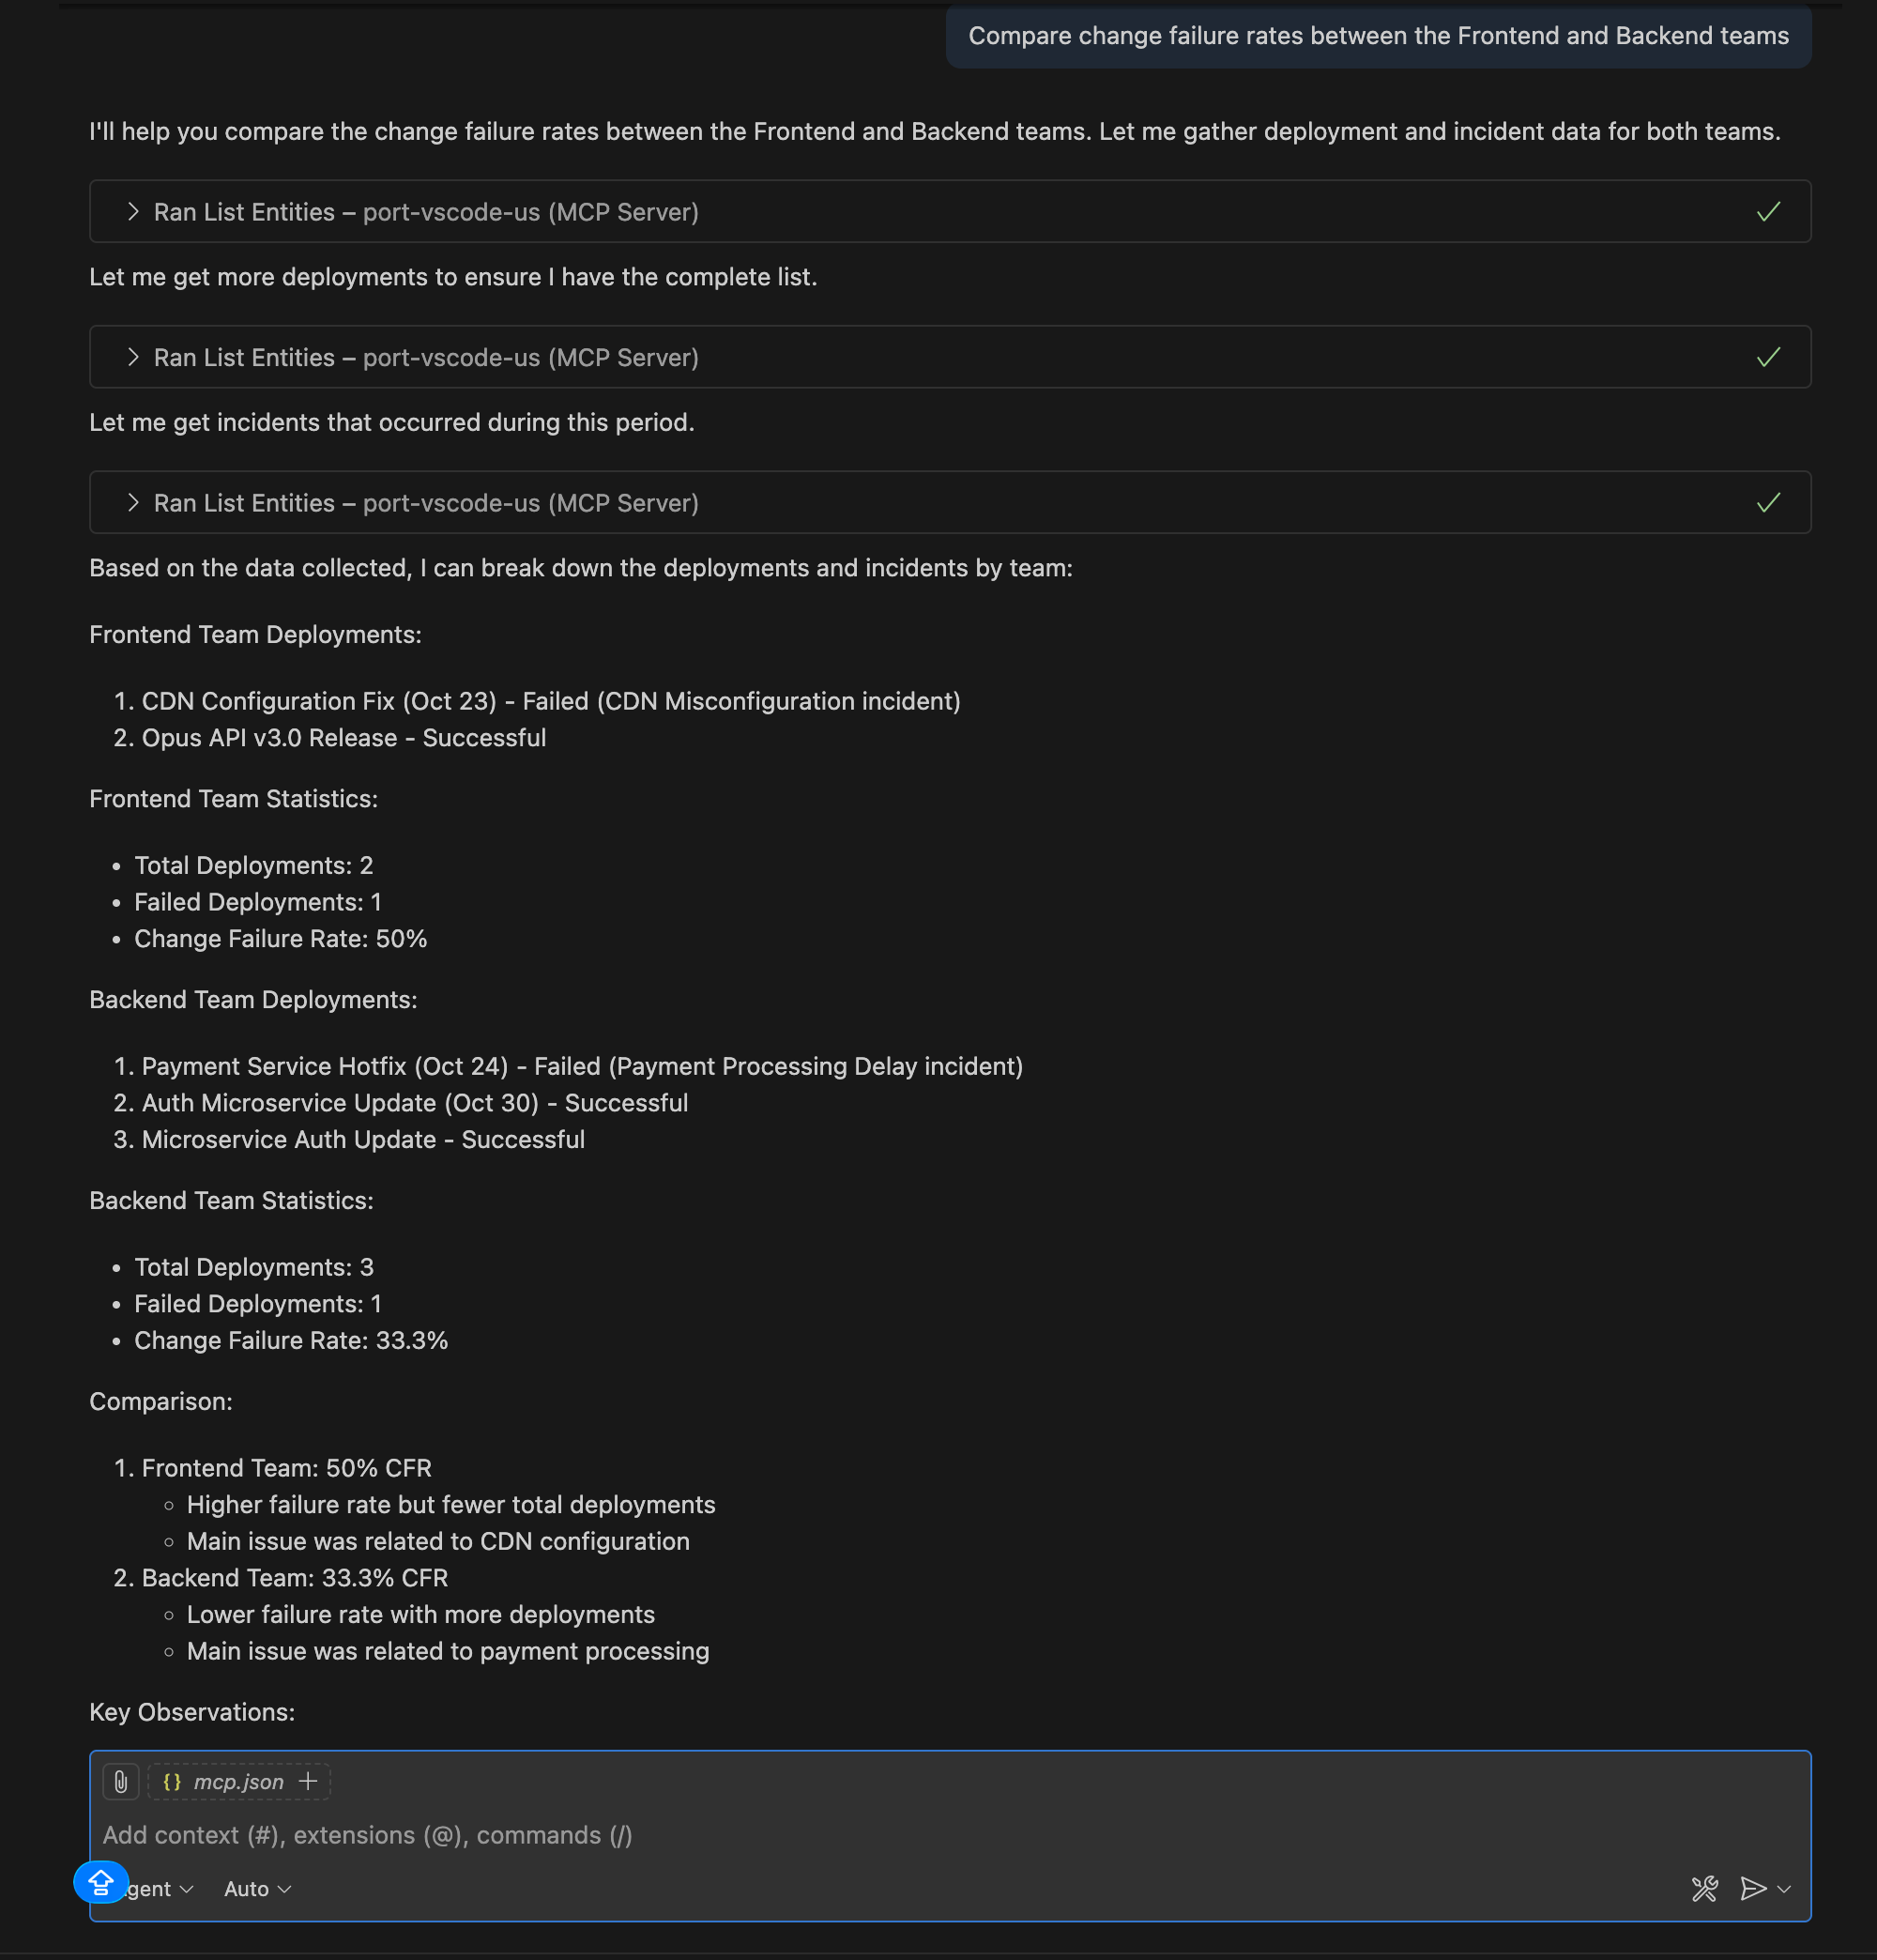 Compare change failure rates between the Frontend and Backend teams
I'll help you compare the change failure rates between the Frontend and Backend teams. Let me gather deployment and incident data for both teams.
Ran List Entities – port-vscode-us (MCP Server)
Let me get more deployments to ensure I have the complete list.
Ran List Entities – port-vscode-us (MCP Server)
Let me get incidents that occurred during this period.
Ran List Entities – port-vscode-us (MCP Server)
Based on the data collected, I can break down the deployments and incidents by team:
Frontend Team Deployments:
1. CDN Configuration Fix (Oct 23) - Failed (CDN Misconfiguration incident)
2. Opus API v3.0 Release - Successful
Frontend Team Statistics:
• Total Deployments: 2
• Failed Deployments: 1
• Change Failure Rate: 50%
Backend Team Deployments:
1. Payment Service Hotfix (Oct 24) - Failed (Payment Processing Delay incident)
2. Auth Microservice Update (Oct 30) - Successful
3. Microservice Auth Update - Successful
Backend Team Statistics:
• Total Deployments: 3
• Failed Deployments: 1
• Change Failure Rate: 33.3%
Comparison:
1. Frontend Team: 50% CFR
◦ Higher failure rate but fewer total deployments
◦ Main issue was related to CDN configuration
2. Backend Team: 33.3% CFR
◦ Lower failure rate with more deployments
◦ Main issue was related to payment processing
Key Observations:
{} mcp.json +
Add context (#), extensions (@), commands (/)
gent Auto